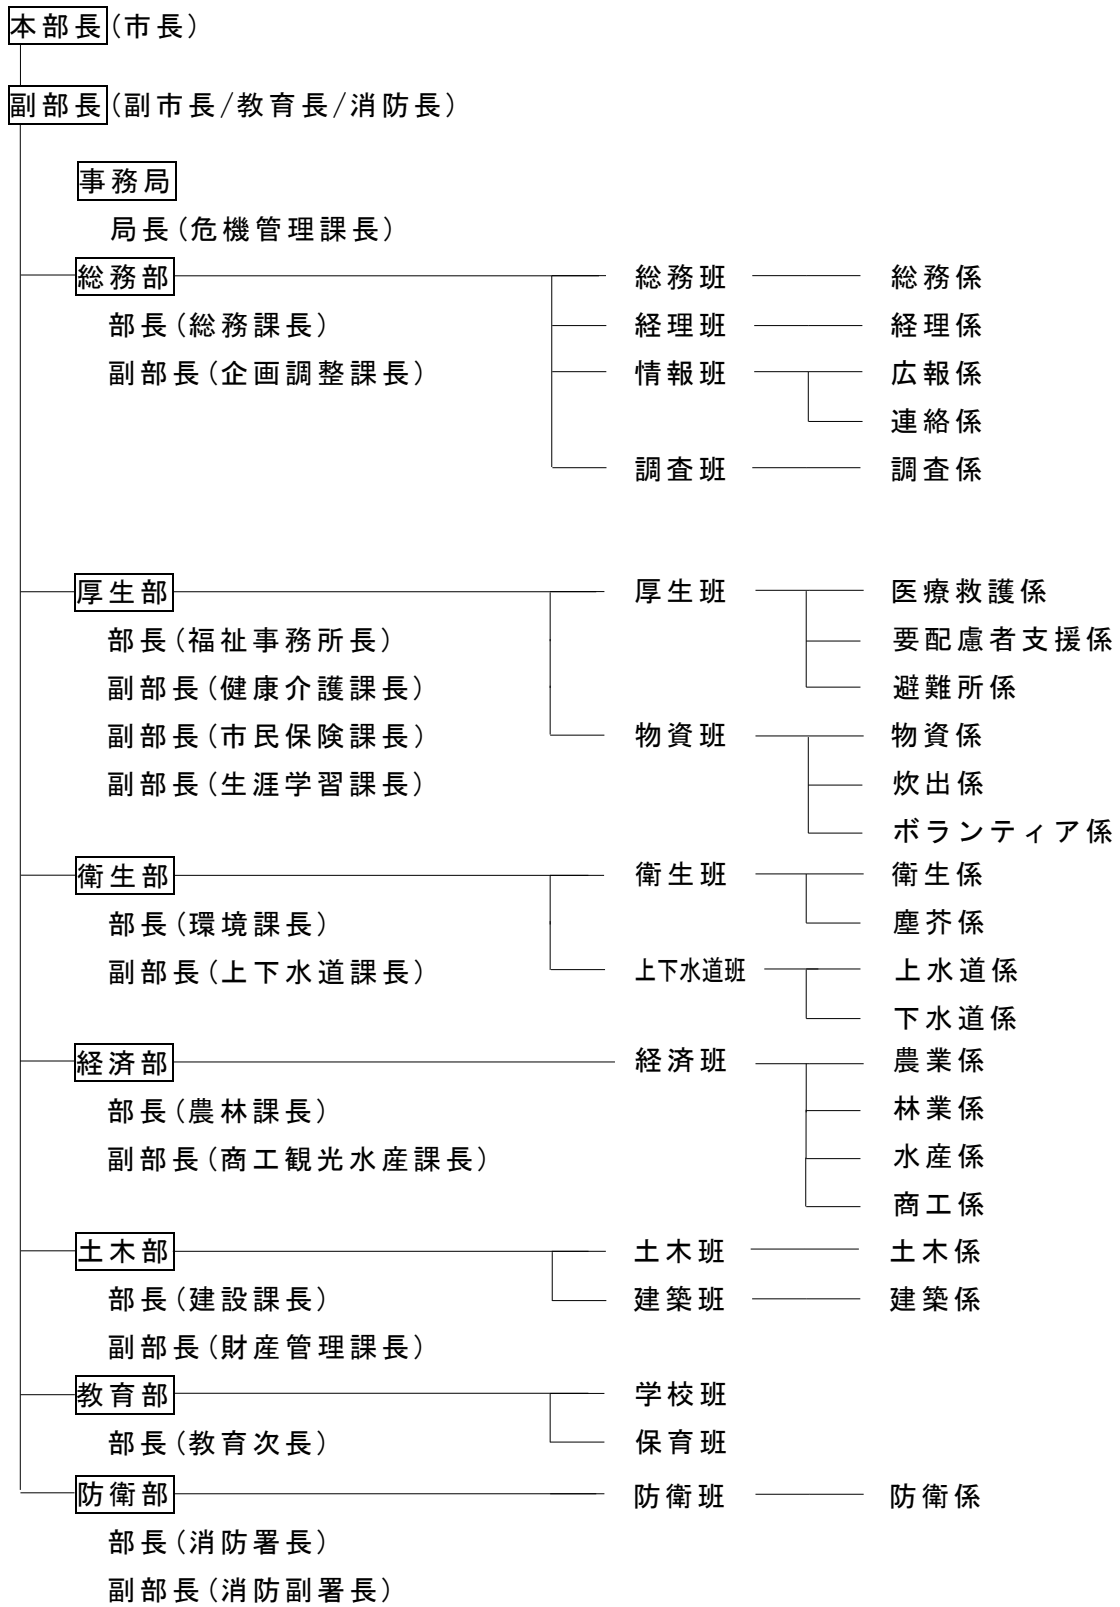 本部長(市長)
副部長(副市長/教育長/消防長)
事務局
局長(危機管理課長)
総務部 総務班 総務係
部長(総務課長) 経理班 経理係
副部長(企画調整課長) 情報班 広報係
連絡係
調査班 調査係
厚生部 厚生班 医療救護係
部長(福祉事務所長) 要配慮者支援係
副部長(健康介護課長) 避難所係
副部長(市民保険課長) 物資班 物資係
副部長(生涯学習課長) 炊出係
ボランティア係
衛生部 衛生班 衛生係
部長(環境課長) 塵芥係
副部長(上下水道課長) 上下水道班 上水道係
下水道係
経済部 経済班 農業係
部長(農林課長) 林業係
副部長(商工観光水産課長) 水産係
商工係
土木部 土木班 土木係
部長(建設課長) 建築班 建築係
副部長(財産管理課長)
教育部 学校班
部長(教育次長) 保育班
防衛部 防衛班 防衛係
部長(消防署長)
副部長(消防副署長)